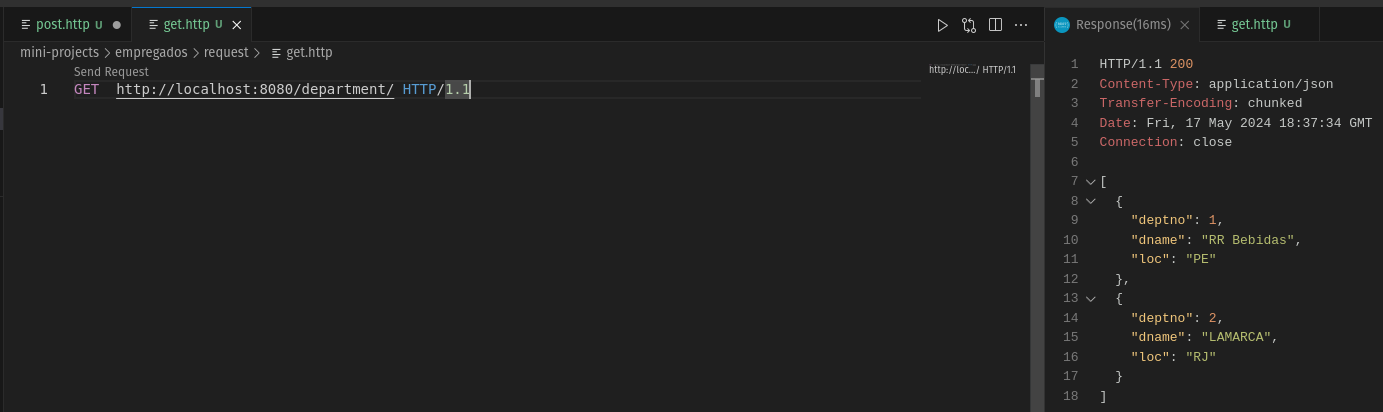 post.http U
get.http U
mini-projects > empregados > request > get.http
Send Request
1 GET  http://localhost:8080/department/ HTTP/1.1
http://loc.../ HTTP/1.1
Response(16ms)
get.http U
1 HTTP/1.1 200
2 Content-Type: application/json
3 Transfer-Encoding: chunked
4 Date: Fri, 17 May 2024 18:37:34 GMT
5 Connection: close
6
7 [
8   {
9     "deptno": 1,
10     "dname": "RR Bebidas",
11     "loc": "PE"
12   },
13   {
14     "deptno": 2,
15     "dname": "LAMARCA",
16     "loc": "RJ"
17   }
18 ]